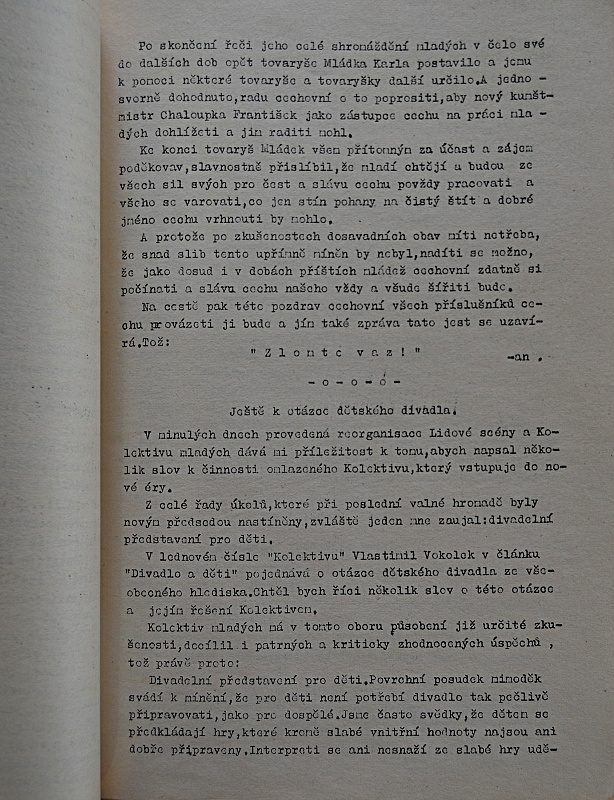 Po skončení řeči jeho celé shromáždění mladých v čelo své
do dalších dob opět tovaryše Mládka Karla postavilo a jemu
k pomoci některé tovaryše a tovaryšky další určilo.A jedno -
svorně dohodnuto,radu cechovní o to poprositi,aby nový kunšt-
mistr Chaloupka František jako zástupce cechu na práci mla -
dých dohlížeti a jim raditi mohl.
Ke konci tovaryš Mládek všem přítomným za účast a zájem
poděkovav,slavnostně přislíbil,že mladí chtějí a budou ze
všech sil svých pro čest a slávu cechu povždy pracovati a
všeho se varovati,co jen stín pohany na čistý štít a dobré
jméno cechu vrhnouti by mohlo.
A protože po zkušenostech dosavadních obav míti netřeba,
že snad slib tento upřímně míněn by nebyl,nadíti se možno,
že jako dosud i v dobách příštích mládež cechovní zdatně si
počínati a slávu cechu našeho vždy a všude šířiti bude.
Na cestě pak této pozdrav cechovní všech příslušníků ce-
chu provázeti ji bude a jím také zpráva tato jest se uzaví-
rá.Tož:
" Z l o m t e v a z ! "
-an .
- o - o - o -
Ještě k otázce dětského divadla.
V minulých dnech provedená reorganisace Lidové scény a Ko-
lektivu mladých dává mi příležitost k tomu,abych napsal něko-
lik slov k činnosti omlazeného Kolektivu,který vstupuje do no-
vé éry.
Z celé řady úkolů,které při poslední valné hromadě byly
novým předsedou nastíněny,zvláště jeden mne zaujal:divadelní
představení pro děti.
V lednovém čísle "Kolektivu" Vlastimil Vokolek v článku
"Divadlo a děti" pojednává o otázce dětského divadla ze vše-
obecného hlediska.Chtěl bych říci několik slov o této otázce
a jejím řešení Kolektivem.
Kolektiv mladých má v tomto oboru působení již určité zku-
šenosti,docílil i patrných a kriticky zhodnocených úspěchů ,
tož právě proto:
Divadelní představení pro děti.Povrchní posudek mimoděk
svádí k mínění,že pro děti není potřebí divadlo tak pečlivě
připravovati,jako pro dospělé.Jsme často svědky,že dětem se
předkládají hry,které kromě slabé vnitřní hodnoty najsou ani
dobře připraveny.Interpreti se ani nesnaží ze slabé hry udě-